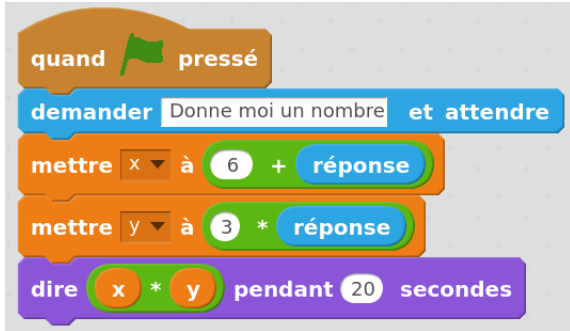 quand pressé
demander Donne moi un nombre et attendre
mettre x à 6 + réponse
mettre y à 3 * réponse
dire x * y pendant 20 secondes